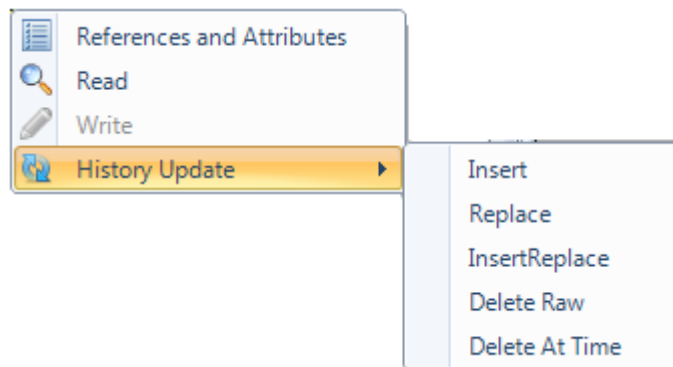 References and Attributes
Read
Write
History Update
Insert
Replace
InsertReplace
Delete Raw
Delete At Time